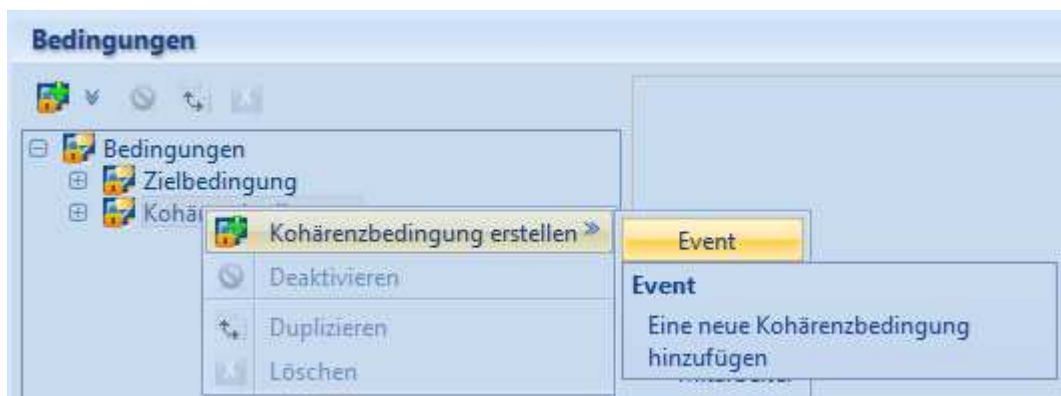 Bedingungen
Bedingungen
Zielbedingung
Kohärenzbedingung erstellen
Event
Deaktivieren
Event
Eine neue Kohärenzbedingung
hinzufügen
Duplizieren
Löschen